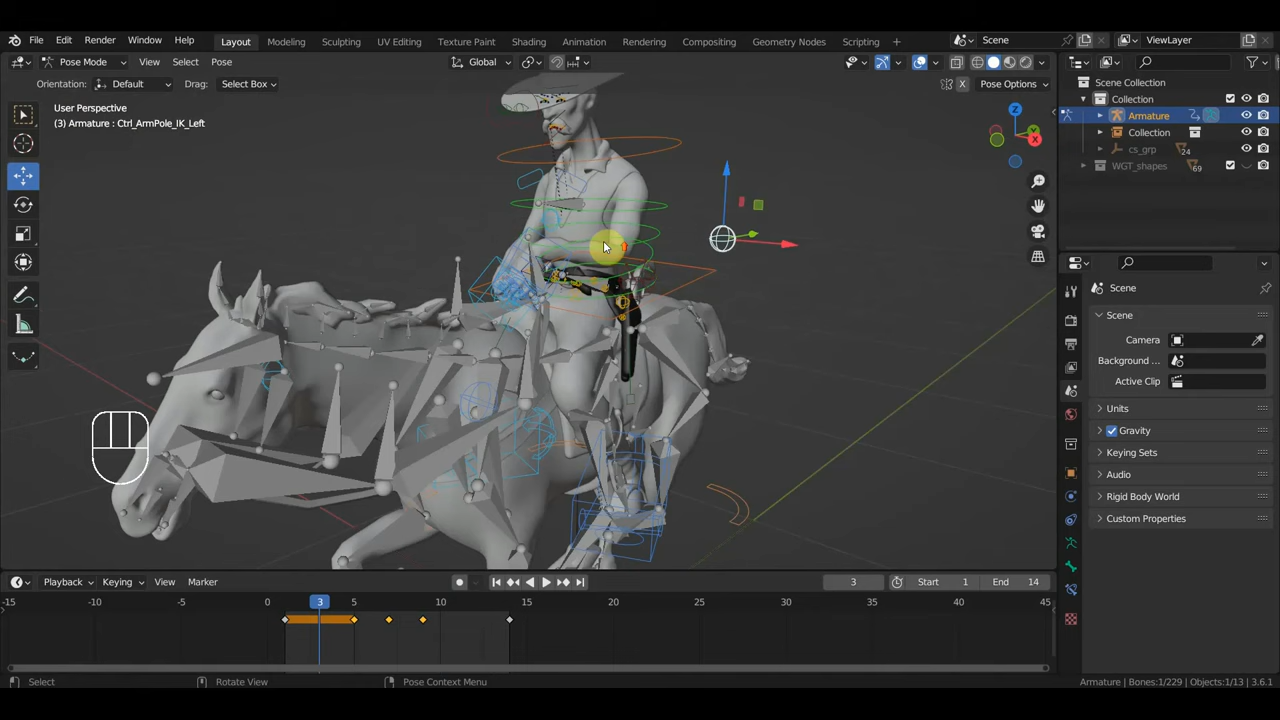 File Edit Render Window Help Layout Modeling Sculpting UV Editing Texture Paint Shading Animation Rendering Compositing Geometry Nodes Scripting + Scene ViewLayer
Pose Mode View Select Pose Global
Orientation: Default Drag: Select Box X Pose Options
User Perspective
(3) Armature : Ctrl_ArmPole_IK_Left
Z
Y
X
Scene Collection
Collection
Armature
Collection
cs_grp 24
WGT_shapes 69
Scene
Scene
Camera
Background ...
Active Clip
Units
Gravity
Keying Sets
Audio
Rigid Body World
Custom Properties
Playback Keying View Marker 3 Start 1 End 14
-15 -10 -5 0 3 5 10 15 20 25 30 35 40 45
Select Rotate View Pose Context Menu Armature | Bones:1/229 | Objects:1/13 | 3.6.1